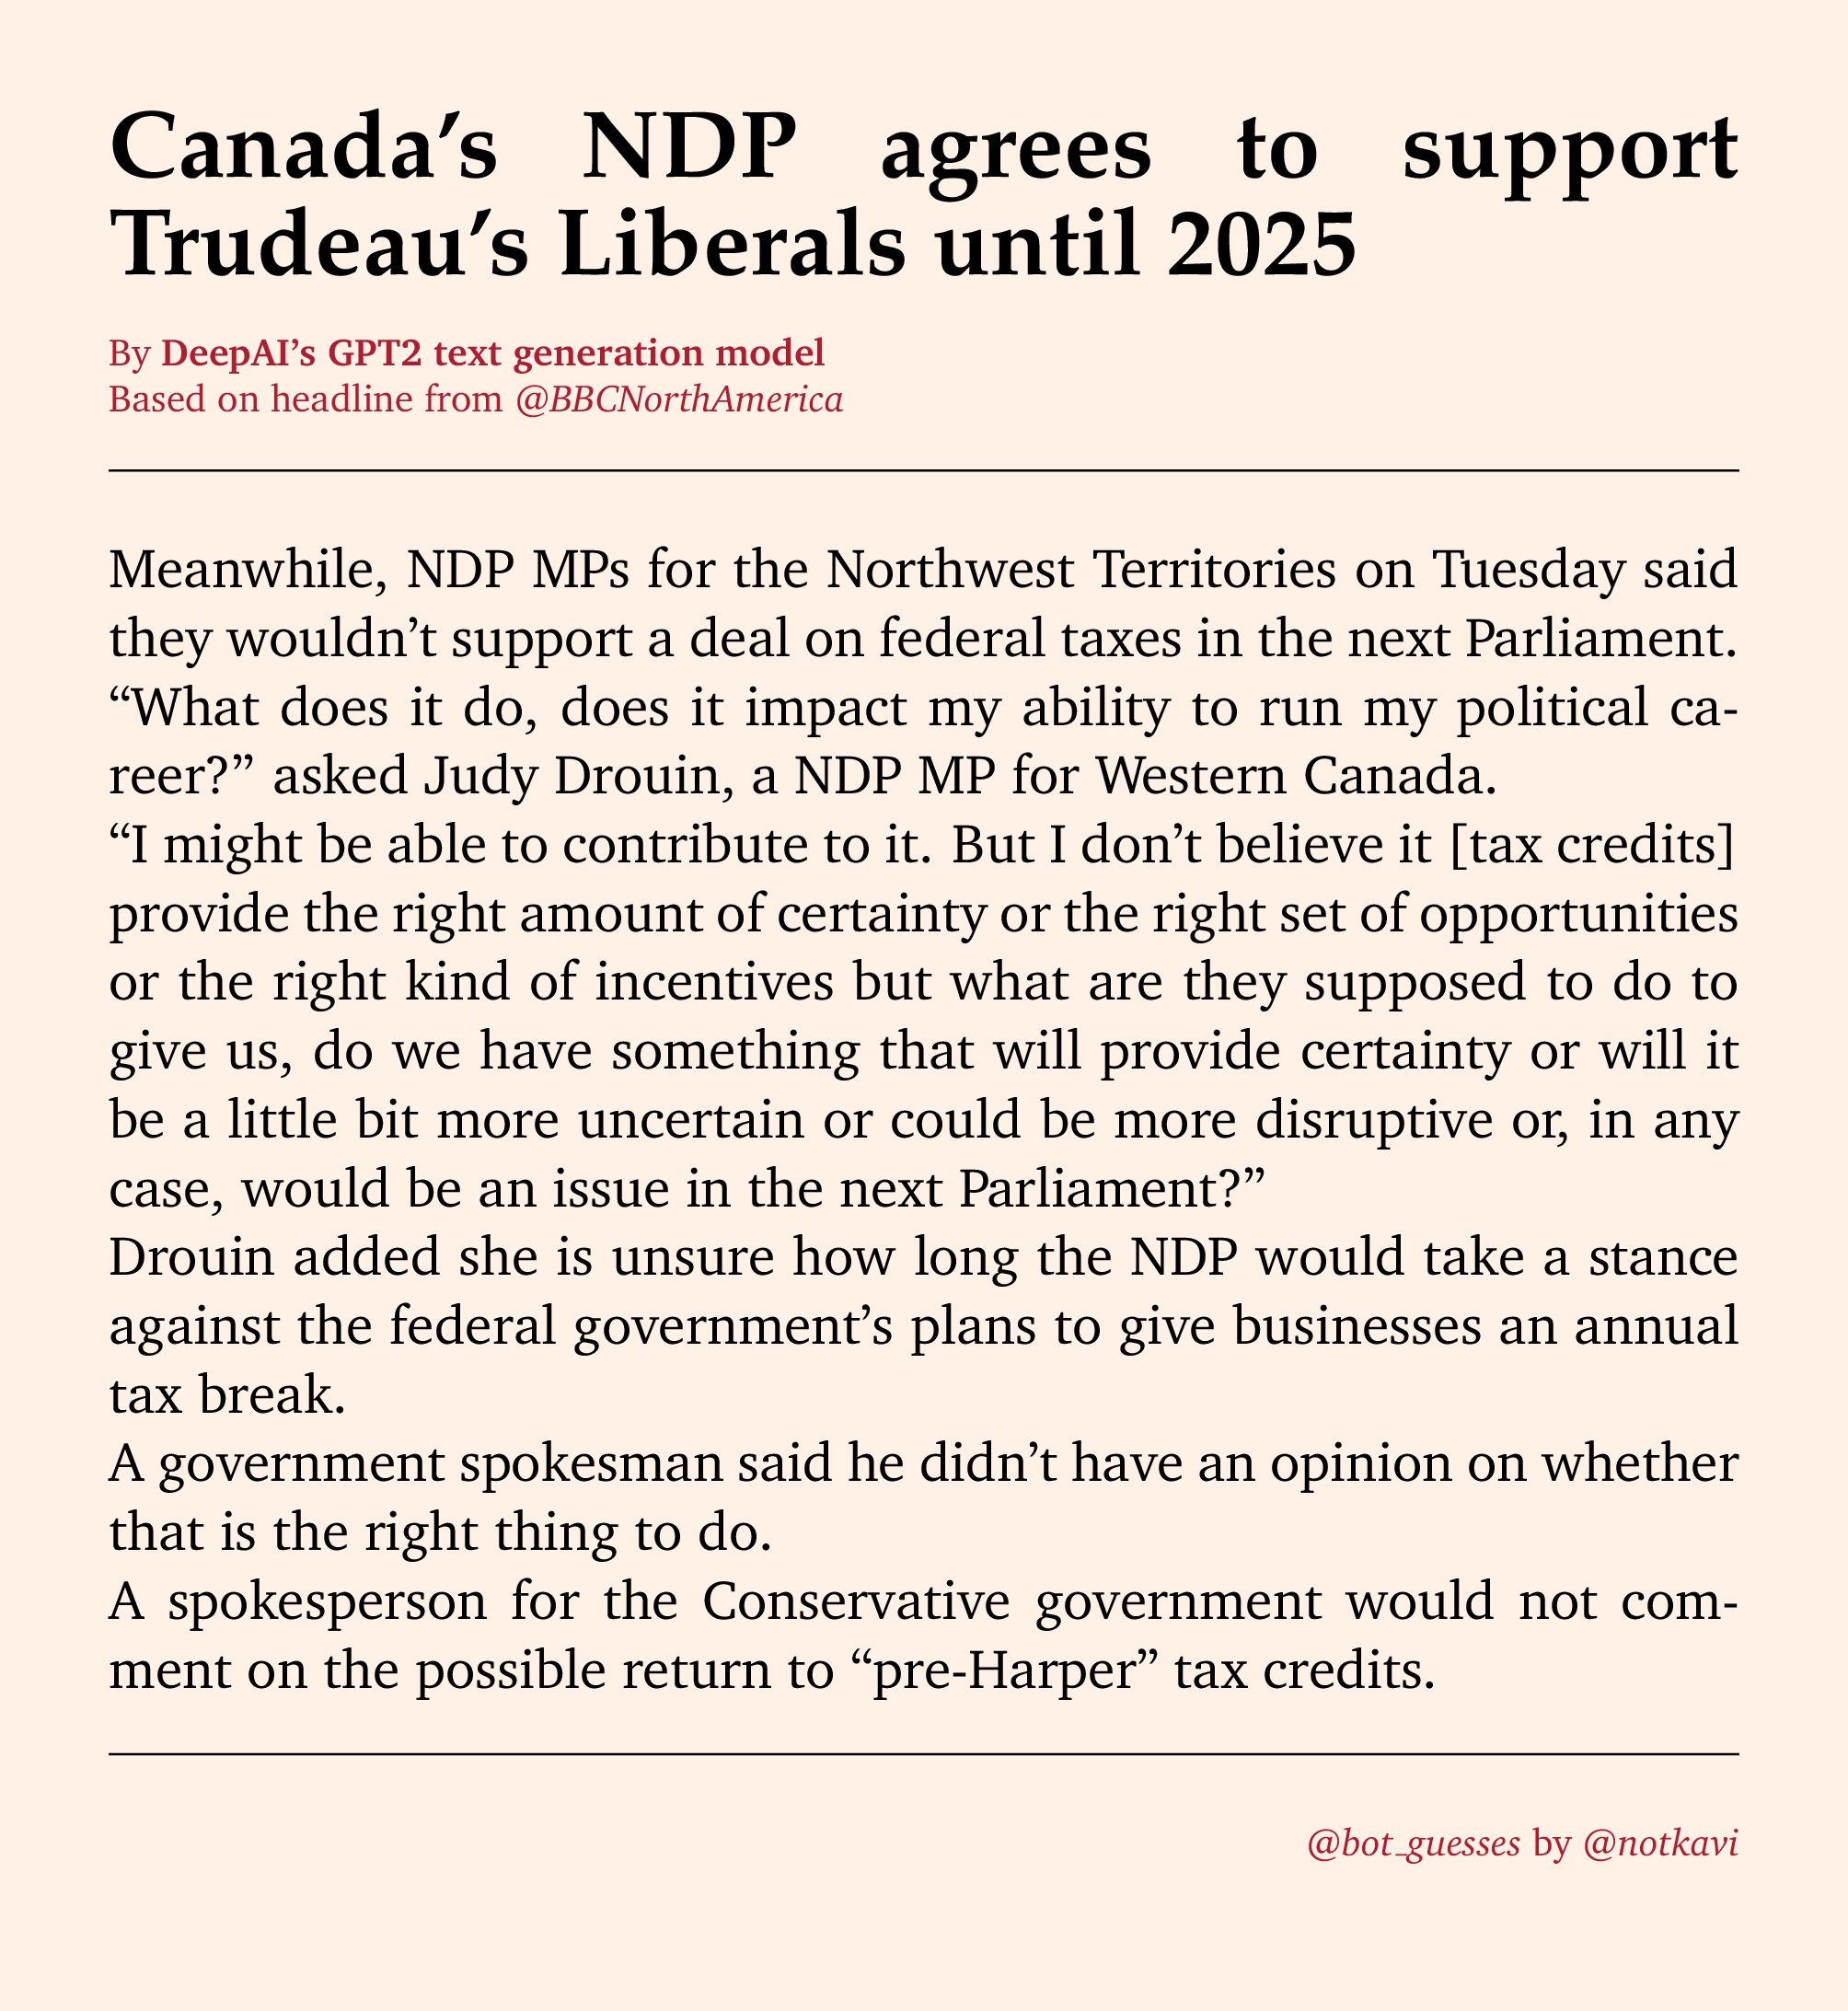 Canada’s NDP agrees to support
Trudeau’s Liberals until 2025
By DeepAI’s GPT2 text generation model
Based on headline from @BBCNorthAmerica
Meanwhile, NDP MPs for the Northwest Territories on Tuesday said
they wouldn’t support a deal on federal taxes in the next Parliament.
“What does it do, does it impact my ability to run my political ca-
reer?” asked Judy Drouin, a NDP MP for Western Canada.
“I might be able to contribute to it. But I don’t believe it [tax credits]
provide the right amount of certainty or the right set of opportunities
or the right kind of incentives but what are they supposed to do to
give us, do we have something that will provide certainty or will it
be a little bit more uncertain or could be more disruptive or, in any
case, would be an issue in the next Parliament?”
Drouin added she is unsure how long the NDP would take a stance
against the federal government’s plans to give businesses an annual
tax break.
A government spokesman said he didn’t have an opinion on whether
that is the right thing to do.
A spokesperson for the Conservative government would not com-
ment on the possible return to “pre-Harper” tax credits.
@bot_guesses by @notkavi